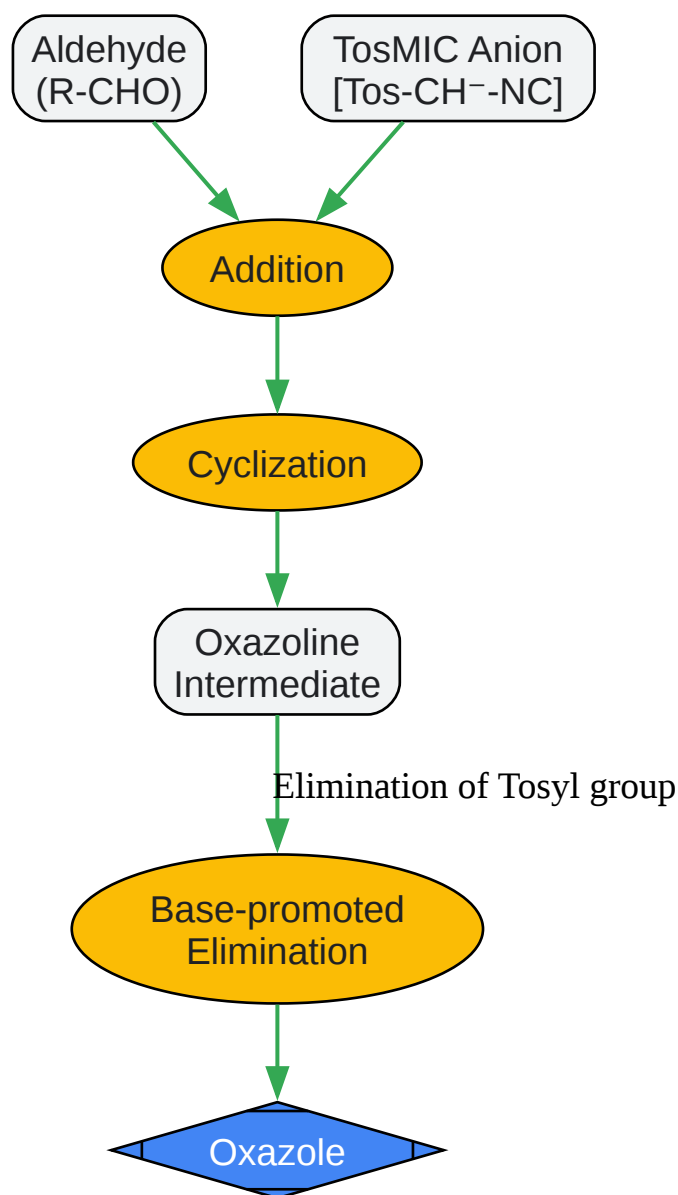 Aldehyde
(R-CHO)
TosMIC Anion
[Tos-CH⁻-NC]
Addition
Cyclization
Oxazoline
Intermediate
Elimination of Tosyl group
Base-promoted
Elimination
Oxazole